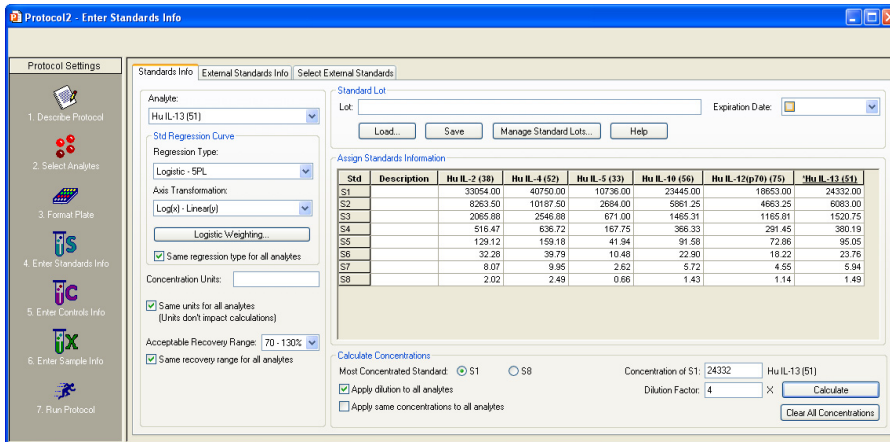 Protocol2 - Enter Standards Info
Protocol Settings
1. Describe Protocol
2. Select Analytes
3. Format Plate
4. Enter Standards Info
5. Enter Controls Info
6. Enter Sample Info
7. Run Protocol
Standards Info External Standards Info Select External Standards
Analyte:
Hu IL-13 (51)
Std Regression Curve
Regression Type:
Logistic - 5PL
Axis Transformation:
Log(x) - Linear(y)
Logistic Weighting...
Same regression type for all analytes
Concentration Units:
Same units for all analytes
(Units don't impact calculations)
Acceptable Recovery Range: 70 - 130%
Same recovery range for all analytes
Standard Lot
Lot: Expiration Date:
Load... Save Manage Standard Lots... Help
Assign Standards Information
Std Description Hu IL-2 (38) Hu IL-4 (52) Hu IL-5 (33) Hu IL-10 (56) Hu IL-12(p70) (75) 'Hu IL-13 (51)
S1 33054.00 40750.00 10736.00 23445.00 18653.00 24332.00
S2 8263.50 10187.50 2684.00 5861.25 4663.25 6083.00
S3 2065.88 2546.88 671.00 1465.31 1165.81 1520.75
S4 516.47 636.72 167.75 366.33 291.45 380.19
S5 129.12 159.18 41.94 91.58 72.86 95.05
S6 32.28 39.79 10.48 22.90 18.22 23.76
S7 8.07 9.95 2.62 5.72 4.55 5.94
S8 2.02 2.49 0.66 1.43 1.14 1.49
Calculate Concentrations
Most Concentrated Standard: S1 S8 Concentration of S1: 24332 Hu IL-13 (51)
Apply dilution to all analytes Dilution Factor: 4 X Calculate
Apply same concentrations to all analytes Clear All Concentrations